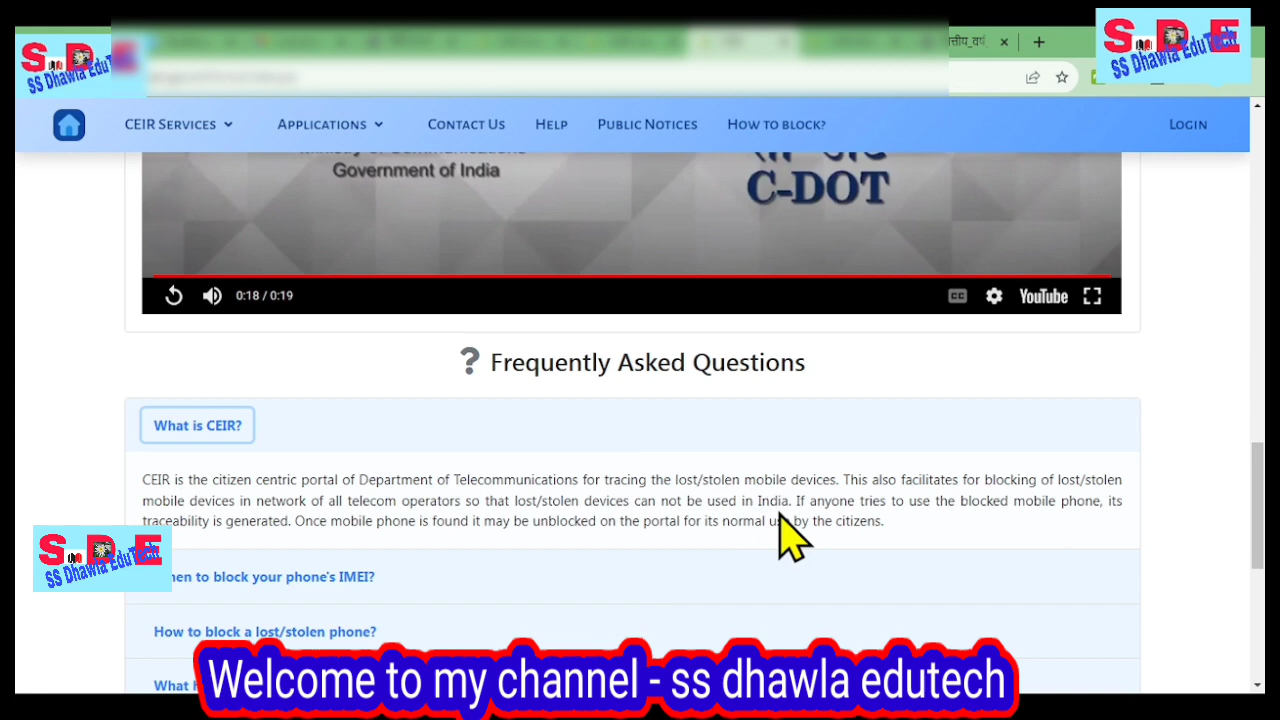 S D E
SS Dhawla EduT
S D E
SS Dhawla EduTech
CEIR SERVICES
APPLICATIONS
CONTACT US
HELP
PUBLIC NOTICES
HOW TO BLOCK?
LOGIN
Government of India
C-DOT
0:18 / 0:19
CC
YouTube
? Frequently Asked Questions
What is CEIR?
CEIR is the citizen centric portal of Department of Telecommunications for tracing the lost/stolen mobile devices. This also facilitates for blocking of lost/stolen
mobile devices in network of all telecom operators so that lost/stolen devices can not be used in India. If anyone tries to use the blocked mobile phone, its
traceability is generated. Once mobile phone is found it may be unblocked on the portal for its normal use by the citizens.
S D E
SS Dhawla EduTech
hen to block your phone's IMEI?
How to block a lost/stolen phone?
Welcome to my channel - ss dhawla edutech